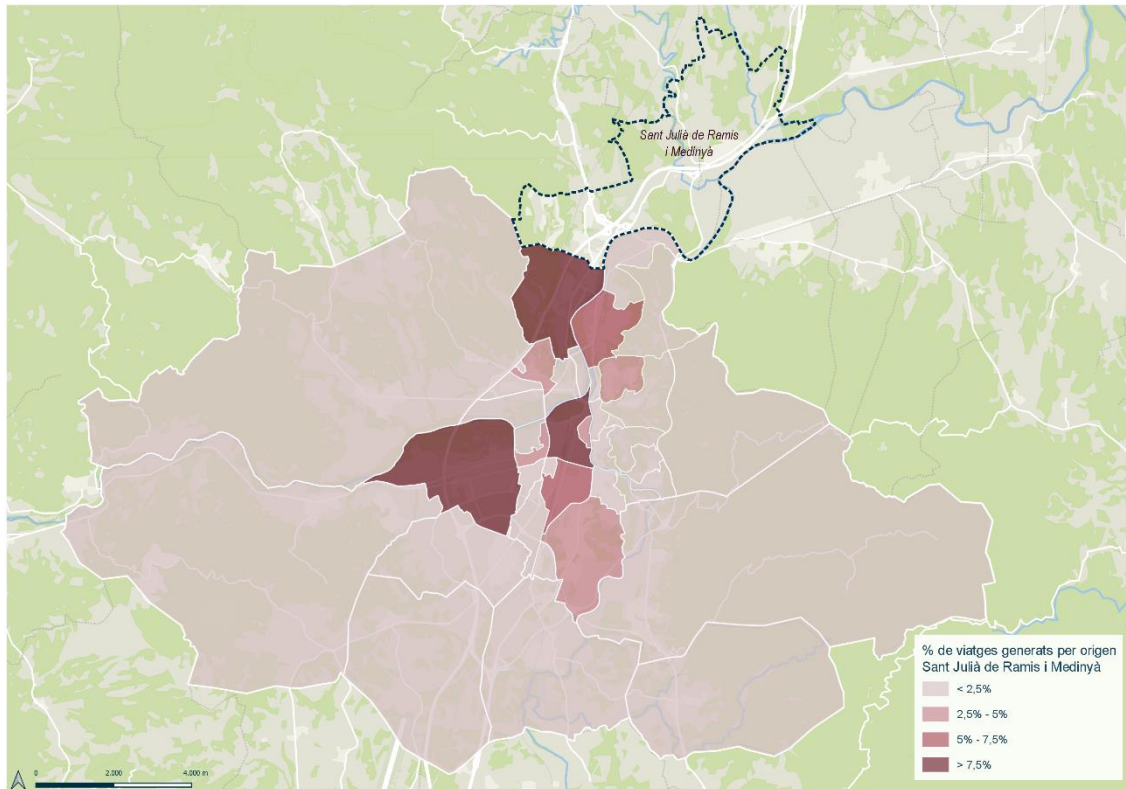 Sant Julià de Ramis
i Medinyà
% de viatges generats per origen
Sant Julià de Ramis i Medinyà
< 2,5%
2,5% - 5%
5% - 7,5%
> 7,5%
0 2.000 4.000 m